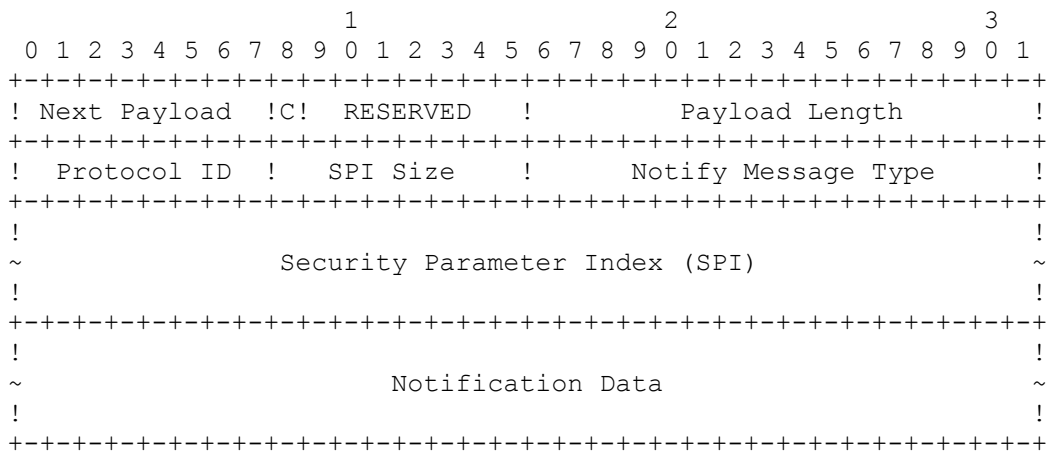 1                   2                   3
 0 1 2 3 4 5 6 7 8 9 0 1 2 3 4 5 6 7 8 9 0 1 2 3 4 5 6 7 8 9 0 1
+-+-+-+-+-+-+-+-+-+-+-+-+-+-+-+-+-+-+-+-+-+-+-+-+-+-+-+-+-+-+-+-+
! Next Payload  !C!  RESERVED   !         Payload Length        !
+-+-+-+-+-+-+-+-+-+-+-+-+-+-+-+-+-+-+-+-+-+-+-+-+-+-+-+-+-+-+-+-+
!  Protocol ID  !   SPI Size    !      Notify Message Type      !
+-+-+-+-+-+-+-+-+-+-+-+-+-+-+-+-+-+-+-+-+-+-+-+-+-+-+-+-+-+-+-+-+
!                                                               !
~                Security Parameter Index (SPI)                 ~
!                                                               !
+-+-+-+-+-+-+-+-+-+-+-+-+-+-+-+-+-+-+-+-+-+-+-+-+-+-+-+-+-+-+-+-+
!                                                               !
~                       Notification Data                       ~
!                                                               !
+-+-+-+-+-+-+-+-+-+-+-+-+-+-+-+-+-+-+-+-+-+-+-+-+-+-+-+-+-+-+-+-+